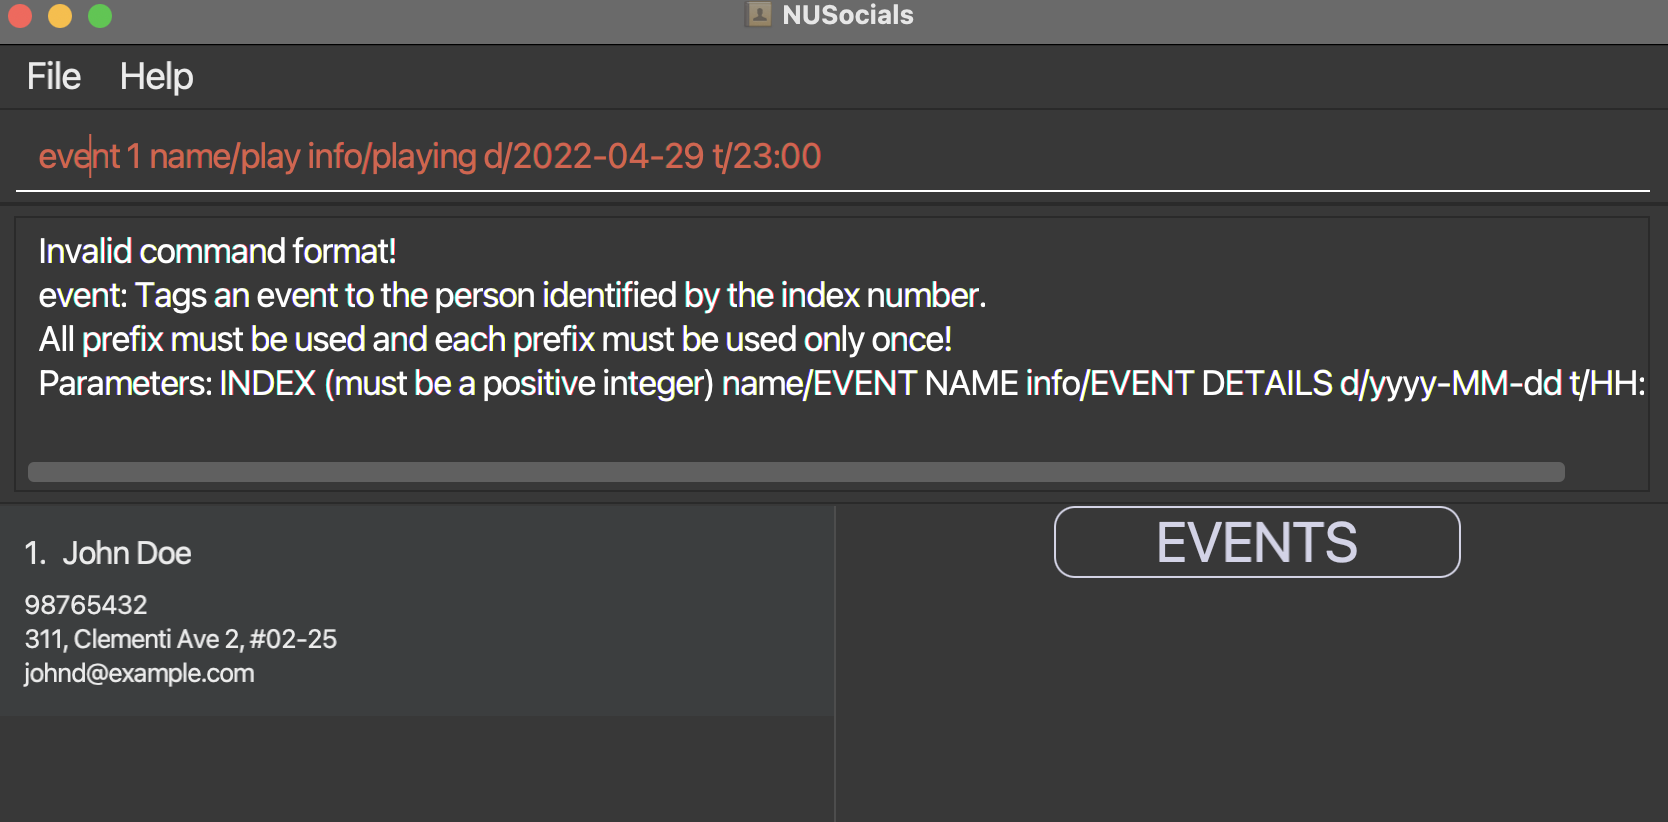 NUSocials
File Help
event 1 name/play info/playing d/2022-04-29 t/23:00
Invalid command format!
event: Tags an event to the person identified by the index number.
All prefix must be used and each prefix must be used only once!
Parameters: INDEX (must be a positive integer) name/EVENT NAME info/EVENT DETAILS d/yyyy-MM-dd t/HH:
1. John Doe
98765432
311, Clementi Ave 2, #02-25
johnd@example.com
EVENTS